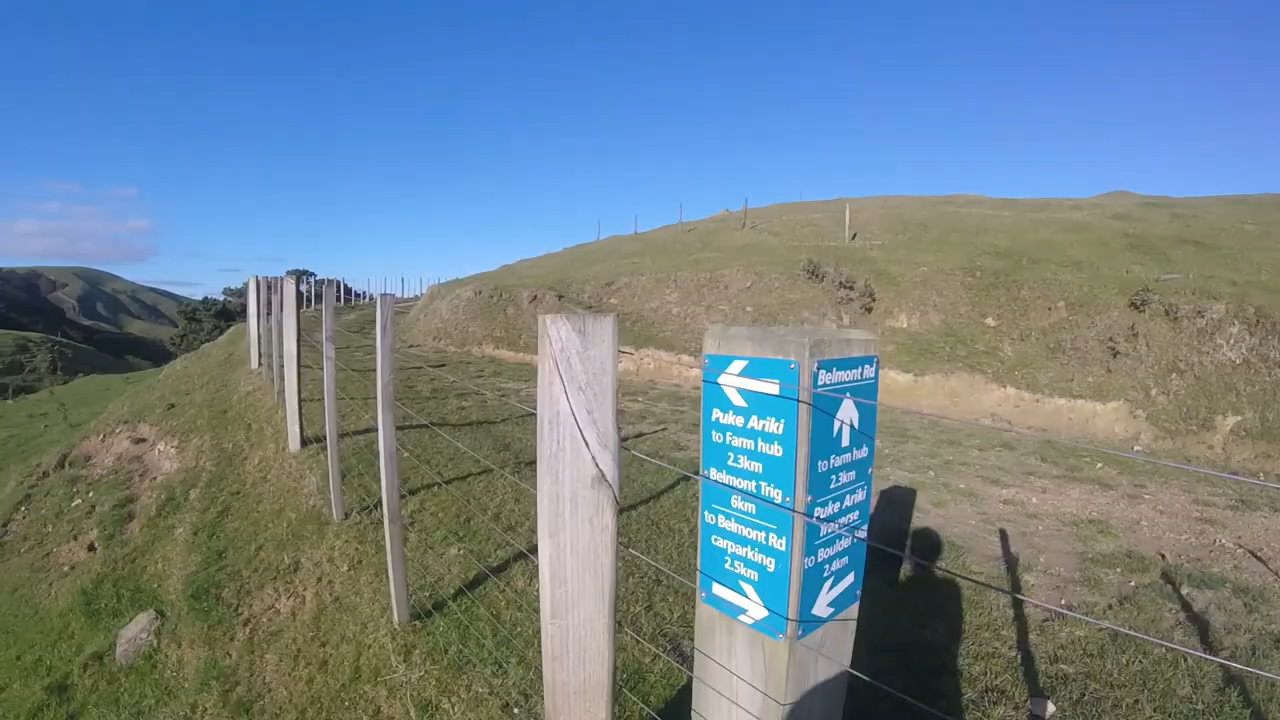 Puke Ariki
to Farm hub
2.3km
Belmont Trig
6km
to Belmont Rd
carparking
2.5km
Belmont Rd
to Farm hub
2.3km
Puke Ariki
Traverse
to Boulder
2.4km